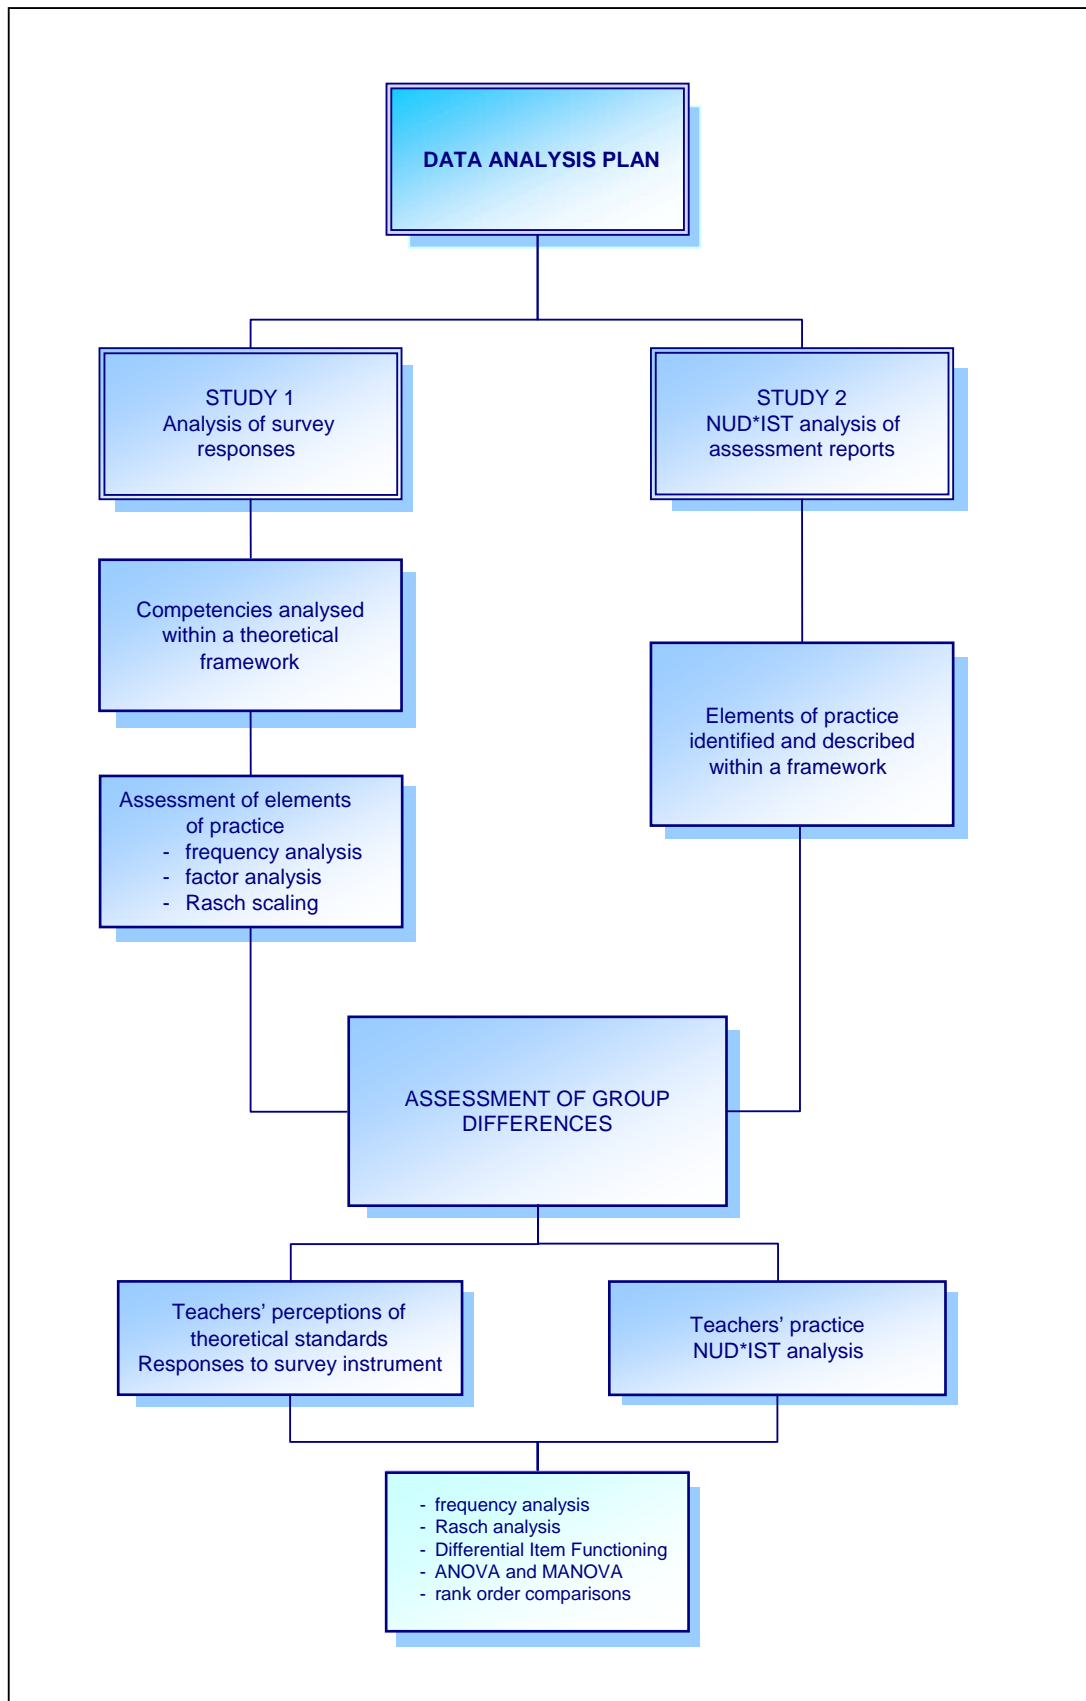 DATA ANALYSIS PLAN
STUDY 1
Analysis of survey
responses
STUDY 2
NUD*IST analysis of
assessment reports
Competencies analysed
within a theoretical
framework
Elements of practice
identified and described
within a framework
Assessment of elements
of practice
- frequency analysis
- factor analysis
- Rasch scaling
ASSESSMENT OF GROUP
DIFFERENCES
Teachers’ perceptions of
theoretical standards
Responses to survey instrument
Teachers’ practice
NUD*IST analysis
- frequency analysis
- Rasch analysis
- Differential Item Functioning
- ANOVA and MANOVA
- rank order comparisons